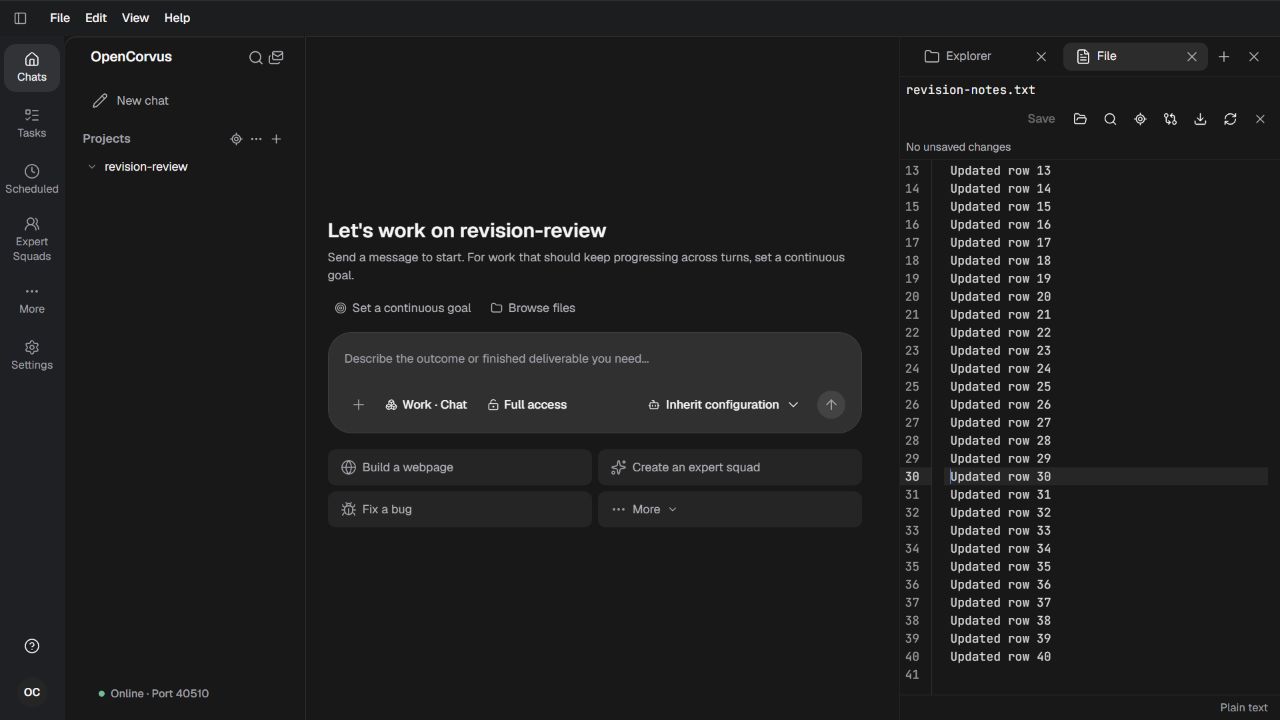 File Edit View Help
Chats
Tasks
Scheduled
Expert
Squads
More
Settings
OC
OpenCorvus
New chat
Projects
revision-review
Online · Port 40510
Let's work on revision-review
Send a message to start. For work that should keep progressing across turns, set a continuous
goal.
Set a continuous goal Browse files
Describe the outcome or finished deliverable you need...
Work · Chat Full access Inherit configuration
Build a webpage Create an expert squad
Fix a bug More
Explorer File
revision-notes.txt
Save
No unsaved changes
13 Updated row 13
14 Updated row 14
15 Updated row 15
16 Updated row 16
17 Updated row 17
18 Updated row 18
19 Updated row 19
20 Updated row 20
21 Updated row 21
22 Updated row 22
23 Updated row 23
24 Updated row 24
25 Updated row 25
26 Updated row 26
27 Updated row 27
28 Updated row 28
29 Updated row 29
30 Updated row 30
31 Updated row 31
32 Updated row 32
33 Updated row 33
34 Updated row 34
35 Updated row 35
36 Updated row 36
37 Updated row 37
38 Updated row 38
39 Updated row 39
40 Updated row 40
41
Plain text